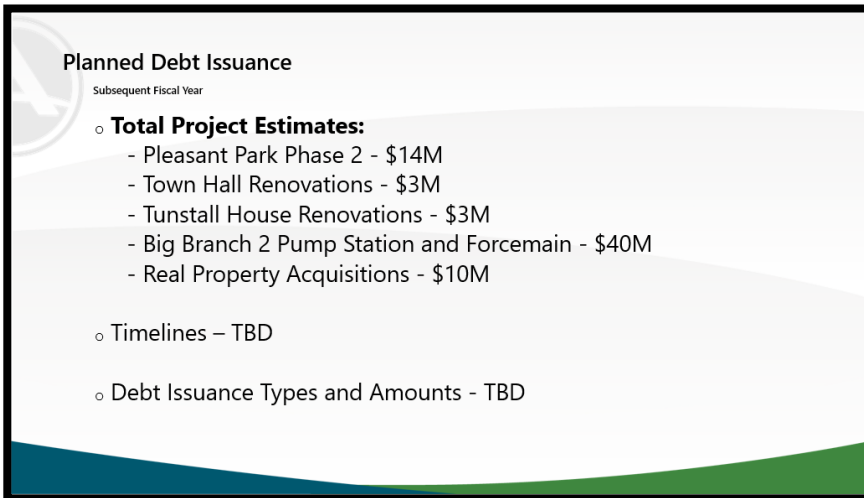 Planned Debt Issuance
Subsequent Fiscal Year
o Total Project Estimates:
- Pleasant Park Phase 2 - $14M
- Town Hall Renovations - $3M
- Tunstall House Renovations - $3M
- Big Branch 2 Pump Station and Forcemain - $40M
- Real Property Acquisitions - $10M
o Timelines – TBD
o Debt Issuance Types and Amounts - TBD